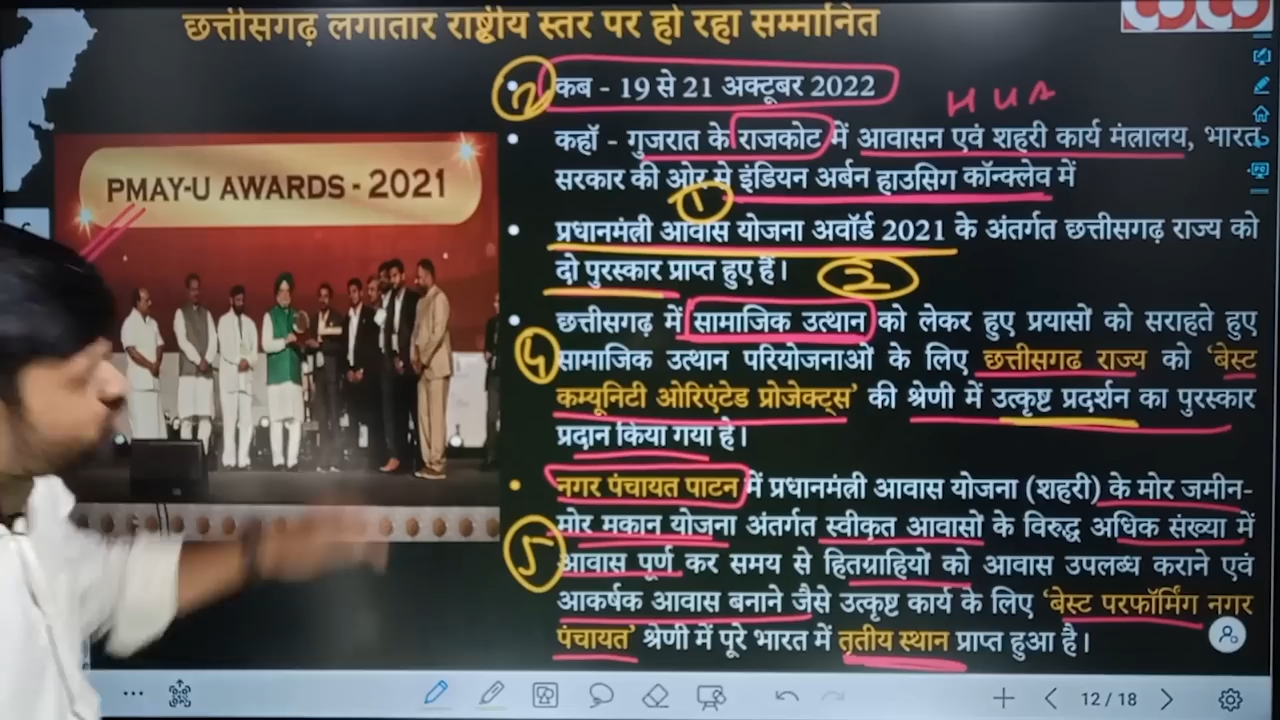 छत्तीसगढ़ लगातार राष्ट्रीय स्तर पर हो रहा सम्मानित
कब - 19 से 21 अक्टूबर 2022
H U A
कहॉ - गुजरात के राजकोट में आवासन एवं शहरी कार्य मंत्रालय, भारत
सरकार की ओर से इंडियन अर्बन हाउसिग कॉन्क्लेव में
1
प्रधानमंत्री आवास योजना अवॉर्ड 2021 के अंतर्गत छत्तीसगढ़ राज्य को
दो पुरस्कार प्राप्त हुए हैं।
2
छत्तीसगढ़ में सामाजिक उत्थान को लेकर हुए प्रयासों को सराहते हुए
4
सामाजिक उत्थान परियोजनाओं के लिए छत्तीसगढ राज्य को ‘बेस्ट
कम्यूनिटी ओरिएंटेड प्रोजेक्ट्स’ की श्रेणी में उत्कृष्ट प्रदर्शन का पुरस्कार
प्रदान किया गया है।
नगर पंचायत पाटन में प्रधानमंत्री आवास योजना (शहरी) के मोर जमीन-
मोर मकान योजना अंतर्गत स्वीकृत आवासों के विरुद्ध अधिक संख्या में
5
आवास पूर्ण कर समय से हितग्राहियों को आवास उपलब्ध कराने एवं
आकर्षक आवास बनाने जैसे उत्कृष्ट कार्य के लिए ‘बेस्ट परफॉर्मिंग नगर
पंचायत’ श्रेणी में पूरे भारत में तृतीय स्थान प्राप्त हुआ है।
PMAY-U AWARDS - 2021
12 / 18